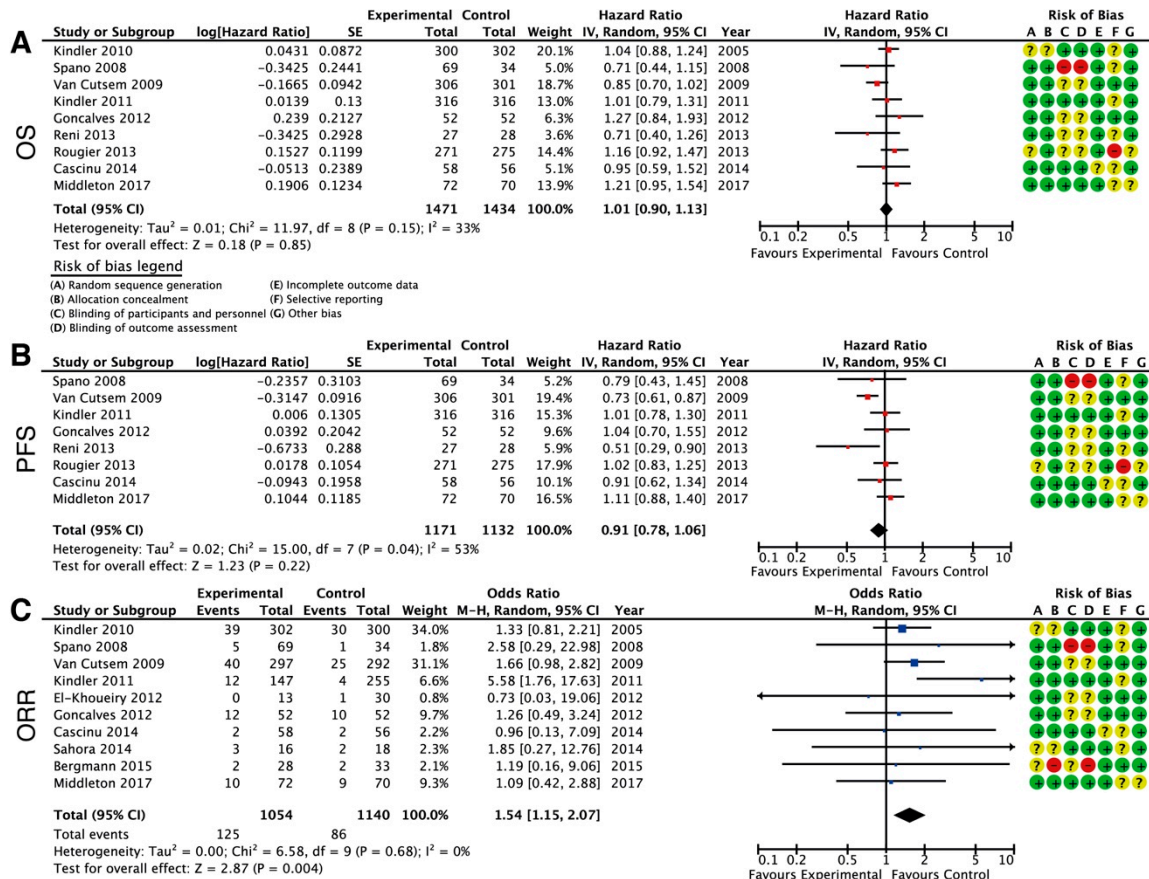 A
OS
Experimental Control Hazard Ratio Hazard Ratio Risk of Bias
Study or Subgroup log[Hazard Ratio] SE Total Total Weight IV, Random, 95% CI Year IV, Random, 95% CI A B C D E F G
Kindler 2010 0.0431 0.0872 300 302 20.1% 1.04 [0.88, 1.24] 2005 ? ? + + + ? +
Spano 2008 -0.3425 0.2441 69 34 5.0% 0.71 [0.44, 1.15] 2008 + + - - + ? +
Van Cutsem 2009 -0.1665 0.0942 306 301 18.7% 0.85 [0.70, 1.02] 2009 + + ? ? + + +
Kindler 2011 0.0139 0.13 316 316 13.0% 1.01 [0.79, 1.31] 2011 + + + + + ? +
Goncalves 2012 0.239 0.2127 52 52 6.3% 1.27 [0.84, 1.93] 2012 + + ? ? + + +
Reni 2013 -0.3425 0.2928 27 28 3.6% 0.71 [0.40, 1.26] 2013 + + ? ? + + +
Rougier 2013 0.1527 0.1199 271 275 14.4% 1.16 [0.92, 1.47] 2013 ? + ? ? + - ?
Cascinu 2014 -0.0513 0.2389 58 56 5.1% 0.95 [0.59, 1.52] 2014 + + + + ? ? +
Middleton 2017 0.1906 0.1234 72 70 13.9% 1.21 [0.95, 1.54] 2017 + + + + + ? ?
Total (95% CI) 1471 1434 100.0% 1.01 [0.90, 1.13]
Heterogeneity: Tau² = 0.01; Chi² = 11.97, df = 8 (P = 0.15); I² = 33%
Test for overall effect: Z = 0.18 (P = 0.85)
0.1 0.2 0.5 1 2 5 10
Favours Experimental Favours Control
Risk of bias legend
(A) Random sequence generation (E) Incomplete outcome data
(B) Allocation concealment (F) Selective reporting
(C) Blinding of participants and personnel (G) Other bias
(D) Blinding of outcome assessment
B
PFS
Experimental Control Hazard Ratio Hazard Ratio Risk of Bias
Study or Subgroup log[Hazard Ratio] SE Total Total Weight IV, Random, 95% CI Year IV, Random, 95% CI A B C D E F G
Spano 2008 -0.2357 0.3103 69 34 5.2% 0.79 [0.43, 1.45] 2008 + + - - + ? +
Van Cutsem 2009 -0.3147 0.0916 306 301 19.4% 0.73 [0.61, 0.87] 2009 + + ? ? + + +
Kindler 2011 0.006 0.1305 316 316 15.3% 1.01 [0.78, 1.30] 2011 + + + + + ? +
Goncalves 2012 0.0392 0.2042 52 52 9.6% 1.04 [0.70, 1.55] 2012 + + ? ? + + +
Reni 2013 -0.6733 0.288 27 28 5.9% 0.51 [0.29, 0.90] 2013 + + ? ? + + +
Rougier 2013 0.0178 0.1054 271 275 17.9% 1.02 [0.83, 1.25] 2013 ? + ? ? + - ?
Cascinu 2014 -0.0943 0.1958 58 56 10.1% 0.91 [0.62, 1.34] 2014 + + + + ? ? +
Middleton 2017 0.1044 0.1185 72 70 16.5% 1.11 [0.88, 1.40] 2017 + + + + + ? ?
Total (95% CI) 1171 1132 100.0% 0.91 [0.78, 1.06]
Heterogeneity: Tau² = 0.02; Chi² = 15.00, df = 7 (P = 0.04); I² = 53%
Test for overall effect: Z = 1.23 (P = 0.22)
0.1 0.2 0.5 1 2 5 10
Favours Experimental Favours Control
C
ORR
Experimental Control Odds Ratio Odds Ratio Risk of Bias
Study or Subgroup Events Total Events Total Weight M-H, Random, 95% CI Year M-H, Random, 95% CI A B C D E F G
Kindler 2010 39 302 30 300 34.0% 1.33 [0.81, 2.21] 2005 ? ? + + + ? +
Spano 2008 5 69 1 34 1.8% 2.58 [0.29, 22.98] 2008 + + - - + ? +
Van Cutsem 2009 40 297 25 292 31.1% 1.66 [0.98, 2.82] 2009 + + ? ? + + +
Kindler 2011 12 147 4 255 6.6% 5.58 [1.76, 17.63] 2011 + + + + + ? +
El-Khoueiry 2012 0 13 1 30 0.8% 0.73 [0.03, 19.06] 2012 + + ? ? + + +
Goncalves 2012 12 52 10 52 9.7% 1.26 [0.49, 3.24] 2012 + + ? ? + + +
Cascinu 2014 2 58 2 56 2.2% 0.96 [0.13, 7.09] 2014 + + + + ? ? +
Sahora 2014 3 16 2 18 2.3% 1.85 [0.27, 12.76] 2014 ? ? + + + ? +
Bergmann 2015 2 28 2 33 2.1% 1.19 [0.16, 9.06] 2015 ? - ? - + + +
Middleton 2017 10 72 9 70 9.3% 1.09 [0.42, 2.88] 2017 + + + + + ? ?
Total (95% CI) 1054 1140 100.0% 1.54 [1.15, 2.07]
Total events 125 86
Heterogeneity: Tau² = 0.00; Chi² = 6.58, df = 9 (P = 0.68); I² = 0%
Test for overall effect: Z = 2.87 (P = 0.004)
0.1 0.2 0.5 1 2 5 10
Favours Experimental Favours Control